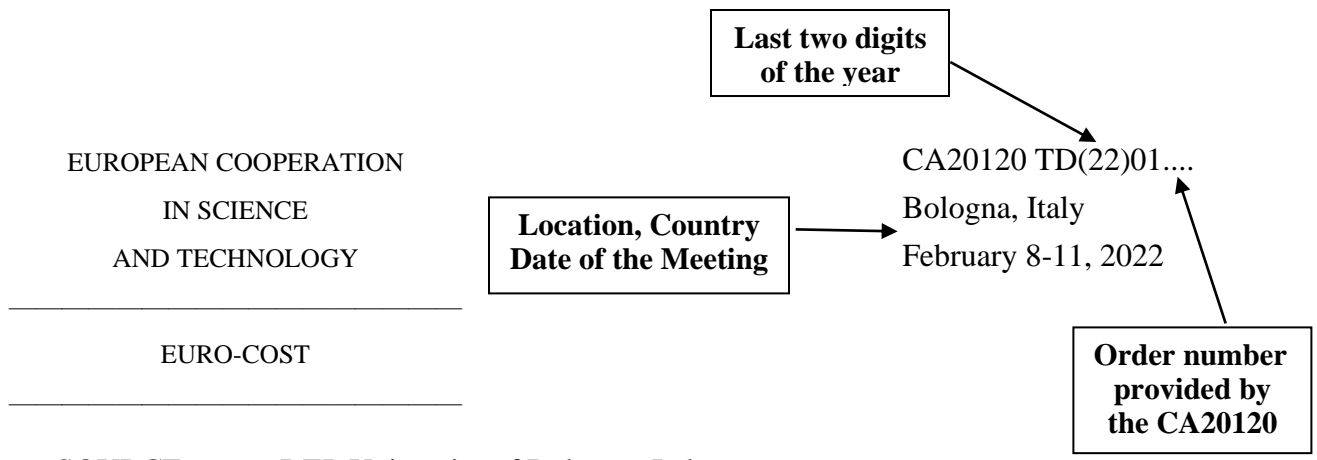 Last two digits
of the year
EUROPEAN COOPERATION
IN SCIENCE
AND TECHNOLOGY
EURO-COST
CA20120 TD(22)01....
Bologna, Italy
February 8-11, 2022
Location, Country
Date of the Meeting
Order number
provided by
the CA20120